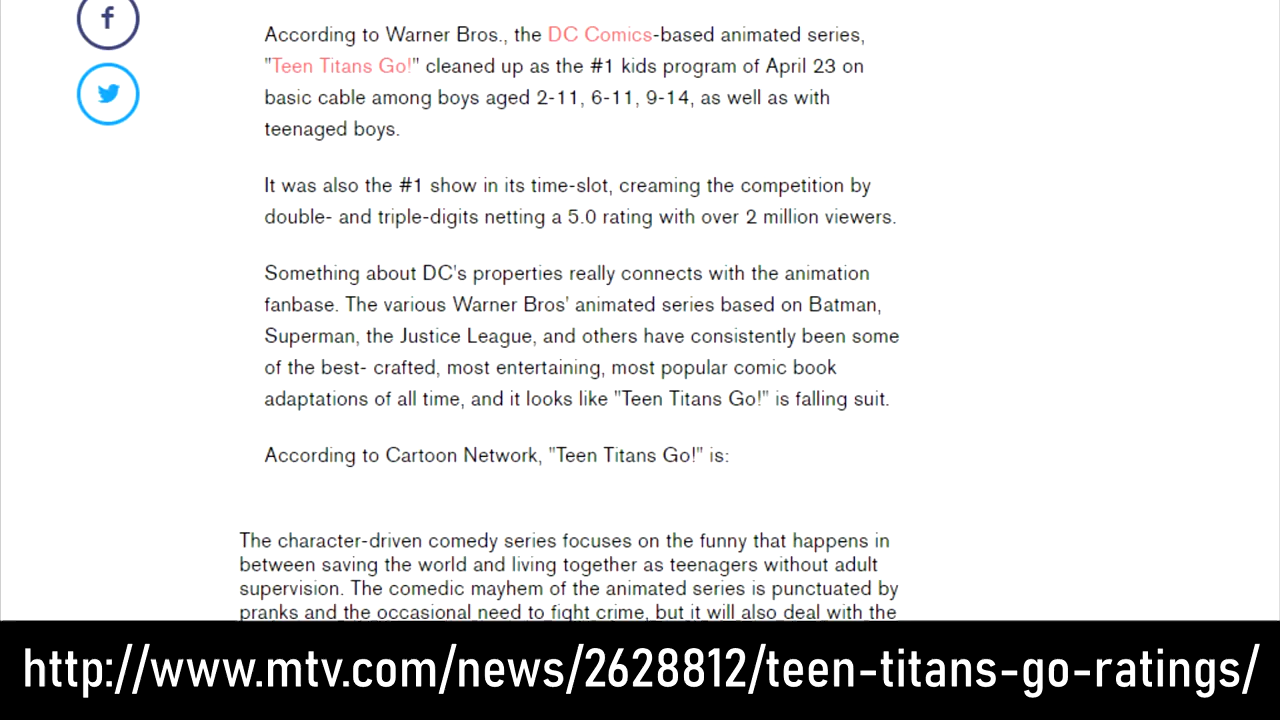 According to Warner Bros., the DC Comics-based animated series,
"Teen Titans Go!" cleaned up as the #1 kids program of April 23 on
basic cable among boys aged 2-11, 6-11, 9-14, as well as with
teenaged boys.
It was also the #1 show in its time-slot, creaming the competition by
double- and triple-digits netting a 5.0 rating with over 2 million viewers.
Something about DC's properties really connects with the animation
fanbase. The various Warner Bros' animated series based on Batman,
Superman, the Justice League, and others have consistently been some
of the best- crafted, most entertaining, most popular comic book
adaptations of all time, and it looks like "Teen Titans Go!" is falling suit.
According to Cartoon Network, "Teen Titans Go!" is:
The character-driven comedy series focuses on the funny that happens in
between saving the world and living together as teenagers without adult
supervision. The comedic mayhem of the animated series is punctuated by
pranks and the occasional need to fight crime, but it will also deal with the
http://www.mtv.com/news/2628812/teen-titans-go-ratings/